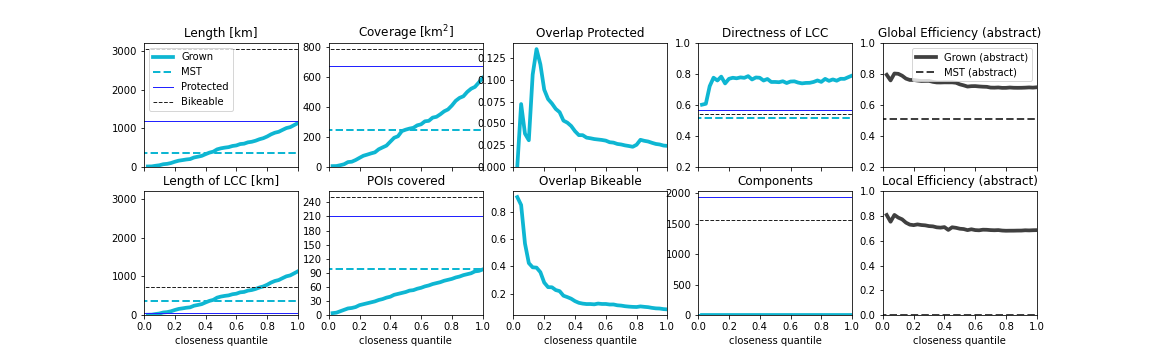 Length [km]
3000
2000
1000
0
Grown
MST
Protected
Bikeable
Coverage [km²]
800
600
400
200
0
Overlap Protected
0.125
0.100
0.075
0.050
0.025
0.000
Directness of LCC
1.0
0.8
0.6
0.4
0.2
Global Efficiency (abstract)
1.0
0.8
0.6
0.4
0.2
Grown (abstract)
MST (abstract)
Length of LCC [km]
3000
2000
1000
0
0.0 0.2 0.4 0.6 0.8 1.0
closeness quantile
POIs covered
240
210
180
150
120
90
60
30
0
0.0 0.2 0.4 0.6 0.8 1.0
closeness quantile
Overlap Bikeable
0.8
0.6
0.4
0.2
0.0 0.2 0.4 0.6 0.8 1.0
closeness quantile
Components
2000
1500
1000
500
0
0.0 0.2 0.4 0.6 0.8 1.0
closeness quantile
Local Efficiency (abstract)
1.0
0.8
0.6
0.4
0.2
0.0
0.0 0.2 0.4 0.6 0.8 1.0
closeness quantile